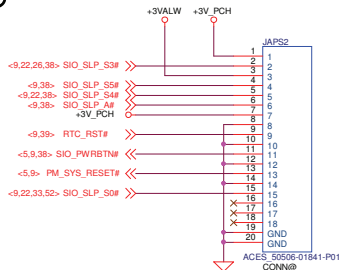 +3VALW +3V_PCH
JAPS2
1 1
<9,22,26,38> SIO_SLP_S3# 2 2
3 3
<9,38> SIO_SLP_S5# 4 4
<9,22,38> SIO_SLP_S4# 5 5
<9,38> SIO_SLP_A# 6 6
+3V_PCH 7 7
8 8
<9,39> RTC_RST# 9 9
10 10
<5,9,38> SIO_PWRBTN# 11 11
12 12
<5,9> PM_SYS_RESET# 13 13
14 14
<9,22,33,52> SIO_SLP_S0# 15 15
16 16
17 17
18 18
19 GND
20 GND
ACES_50506-01841-P01
CONN@